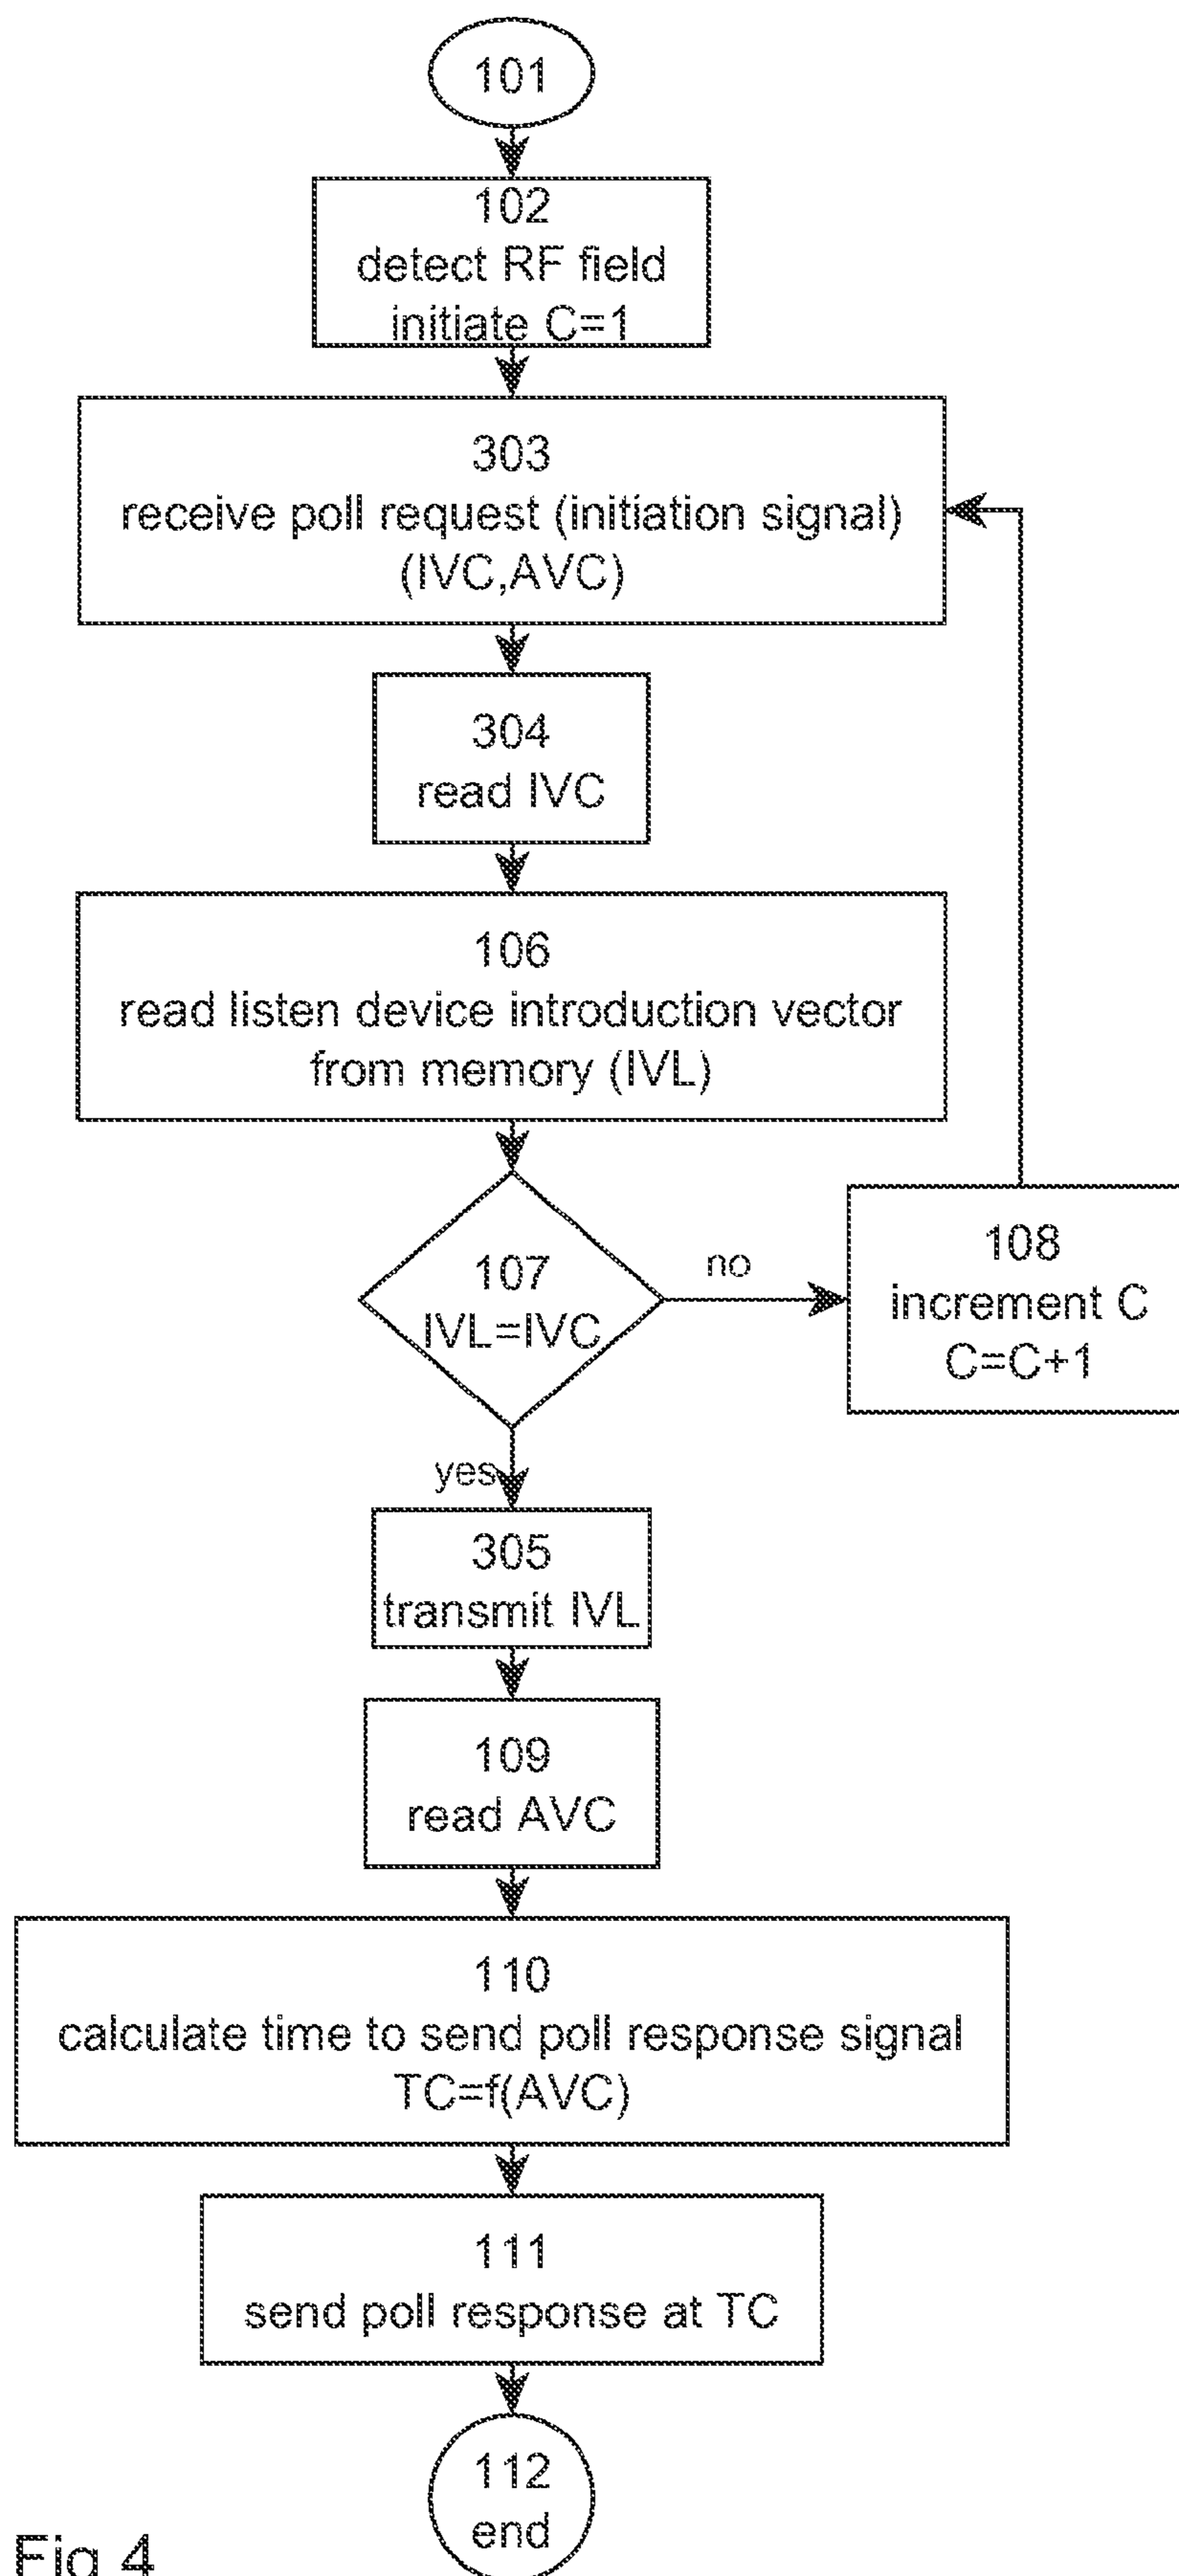 101
102
detect RF field
initiate C=1
303
receive poll request (initiation signal)
(IVC,AVC)
304
read IVC
106
read listen device introduction vector
from memory (IVL)
107
IVL=IVC
no
108
increment C
C=C+1
yes
305
transmit IVL
109
read AVC
110
calculate time to send poll response signal
TC=f(AVC)
111
send poll response at TC
112
end
Fig 4